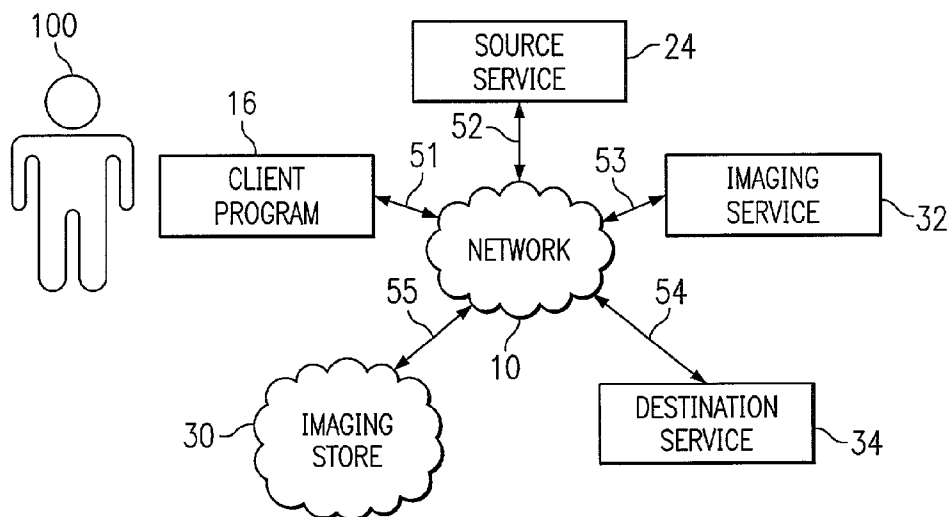 100
SOURCE
SERVICE
24
16
52
CLIENT
PROGRAM
51
53
IMAGING
SERVICE
32
NETWORK
55
54
10
30
IMAGING
STORE
DESTINATION
SERVICE
34